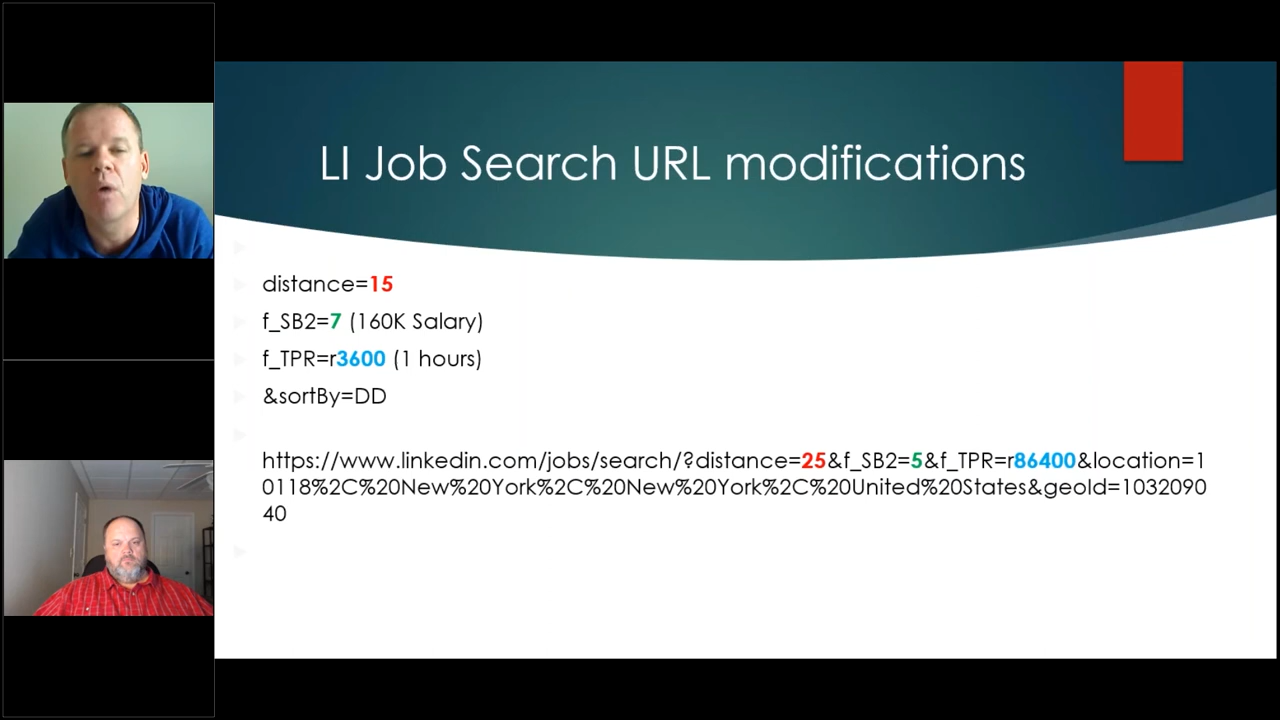 LI Job Search URL modifications
distance=15
f_SB2=7 (160K Salary)
f_TPR=r3600 (1 hours)
&sortBy=DD
https://www.linkedin.com/jobs/search/?distance=25&f_SB2=5&f_TPR=r86400&location=1
0118%2C%20New%20York%2C%20New%20York%2C%20United%20States&geoId=1032090
40